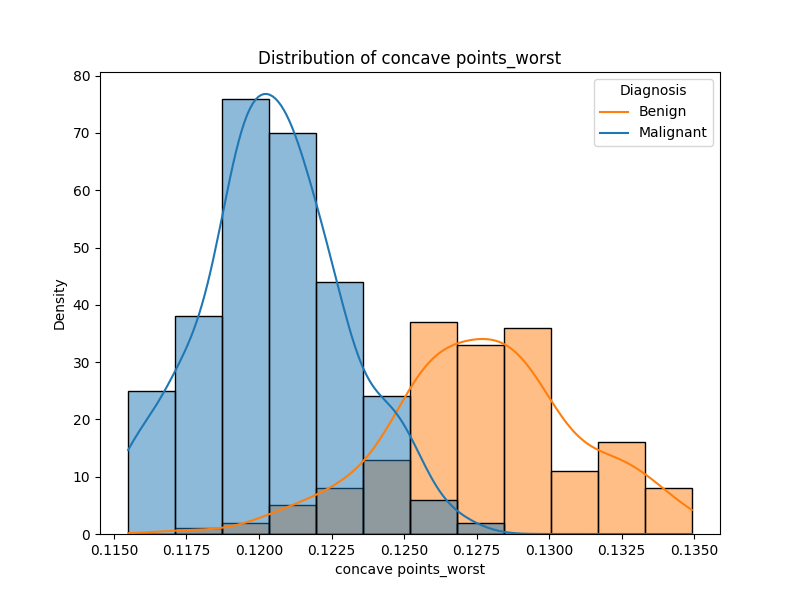 Distribution of concave points_worst
Diagnosis
Benign
Malignant
Density
80
70
60
50
40
30
20
10
0
0.1150 0.1175 0.1200 0.1225 0.1250 0.1275 0.1300 0.1325 0.1350
concave points_worst